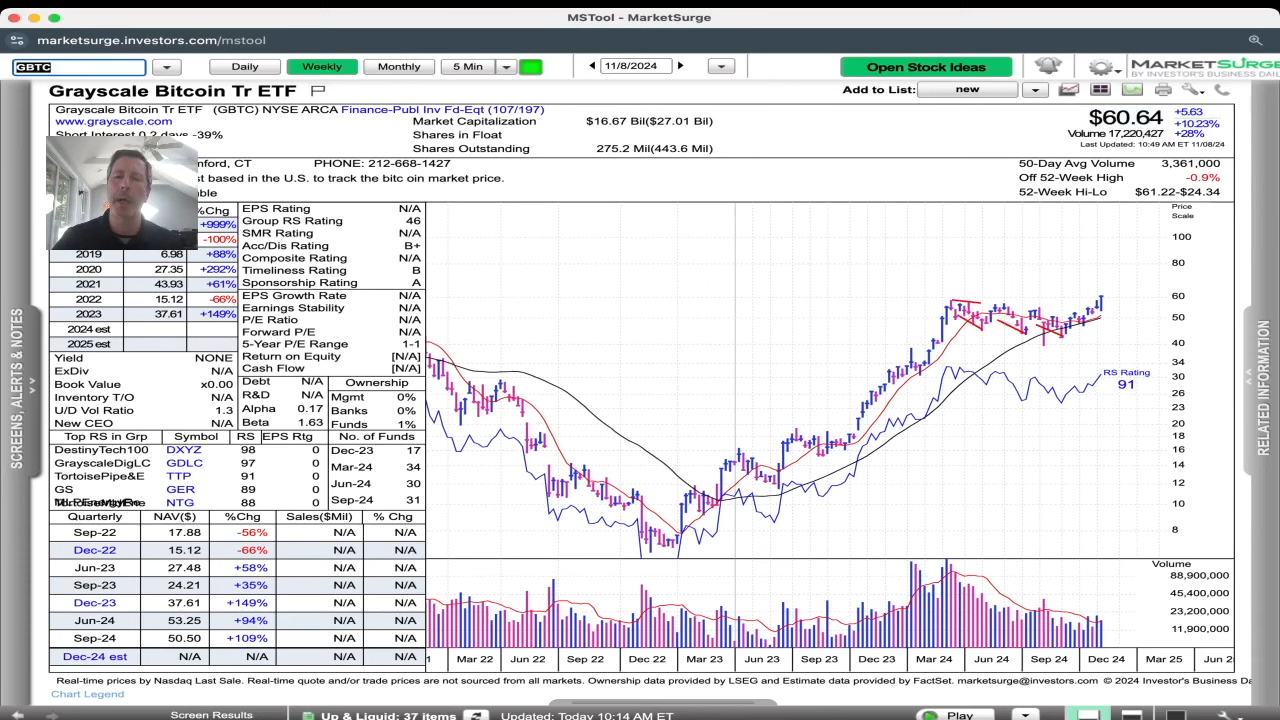 MSTool - MarketSurge
marketsurge.investors.com/mstool
GBTC Daily Weekly Monthly 5 Min 11/8/2024 Open Stock Ideas MARKETSURGE
BY INVESTOR'S BUSINESS DAILY
Grayscale Bitcoin Tr ETF Add to List: new
Grayscale Bitcoin Tr ETF (GBTC) NYSE ARCA Finance-Publ Inv Fd-Eqt (107/197)
www.grayscale.com Market Capitalization $16.67 Bil($27.01 Bil)
Short Interest 0.2 days -39% Shares in Float
Shares Outstanding 275.2 Mil(443.6 Mil)
$60.64 +5.63
+10.23%
Volume 17,220,427 +28%
Last Updated: 10:49 AM ET 11/08/24
nford, CT PHONE: 212-668-1427
st based in the U.S. to track the bitc oin market price.
ble
50-Day Avg Volume 3,361,000
Off 52-Week High -0.9%
52-Week Hi-Lo $61.22-$24.34
%Chg
+999%
-100%
2019 6.98 +88%
2020 27.35 +292%
2021 43.93 +61%
2022 15.12 -66%
2023 37.61 +149%
2024 est
2025 est
EPS Rating N/A
Group RS Rating 46
SMR Rating N/A
Acc/Dis Rating B+
Composite Rating N/A
Timeliness Rating B
Sponsorship Rating A
EPS Growth Rate N/A
Earnings Stability N/A
P/E Ratio N/A
Forward P/E N/A
5-Year P/E Range 1-1
Return on Equity [N/A]
Cash Flow [N/A]
Yield NONE
ExDiv N/A
Book Value x0.00
Inventory T/O N/A
U/D Vol Ratio 1.3
New CEO N/A
Debt N/A
R&D N/A
Alpha 0.17
Beta 1.63
Ownership
Mgmt 0%
Banks 0%
Funds 1%
Top RS in Grp Symbol RS EPS Rtg
DestinyTech100 DXYZ 98 0
GrayscaleDigLC GDLC 97 0
TortoisePipe&E TTP 91 0
GS GER 89 0
NTG 88 0
No. of Funds
Dec-23 17
Mar-24 34
Jun-24 30
Sep-24 31
Quarterly NAV($) %Chg Sales($Mil) % Chg
Sep-22 17.88 -56% N/A N/A
Dec-22 15.12 -66% N/A N/A
Jun-23 27.48 +58% N/A N/A
Sep-23 24.21 +35% N/A N/A
Dec-23 37.61 +149% N/A N/A
Jun-24 53.25 +94% N/A N/A
Sep-24 50.50 +109% N/A N/A
Dec-24 est N/A N/A N/A N/A
Price
Scale
100
80
60
50
40
34
30
26
23
20
18
16
14
12
10
8
RS Rating
91
Volume
88,900,000
45,400,000
23,200,000
11,900,000
1 Mar 22 Jun 22 Sep 22 Dec 22 Mar 23 Jun 23 Sep 23 Dec 23 Mar 24 Jun 24 Sep 24 Dec 24 Mar 25 Jun 2
Real-time prices by Nasdaq Last Sale. Real-time quote and/or trade prices are not sourced from all markets. Ownership data provided by LSEG and Estimate data provided by FactSet. marketsurge@investors.com © 2024 Investor's Business Da
Chart Legend
SCREENS, ALERTS & NOTES
RELATED INFORMATION
Screen Results Up & Liquid: 37 items Updated: Today 10:14 AM ET Play